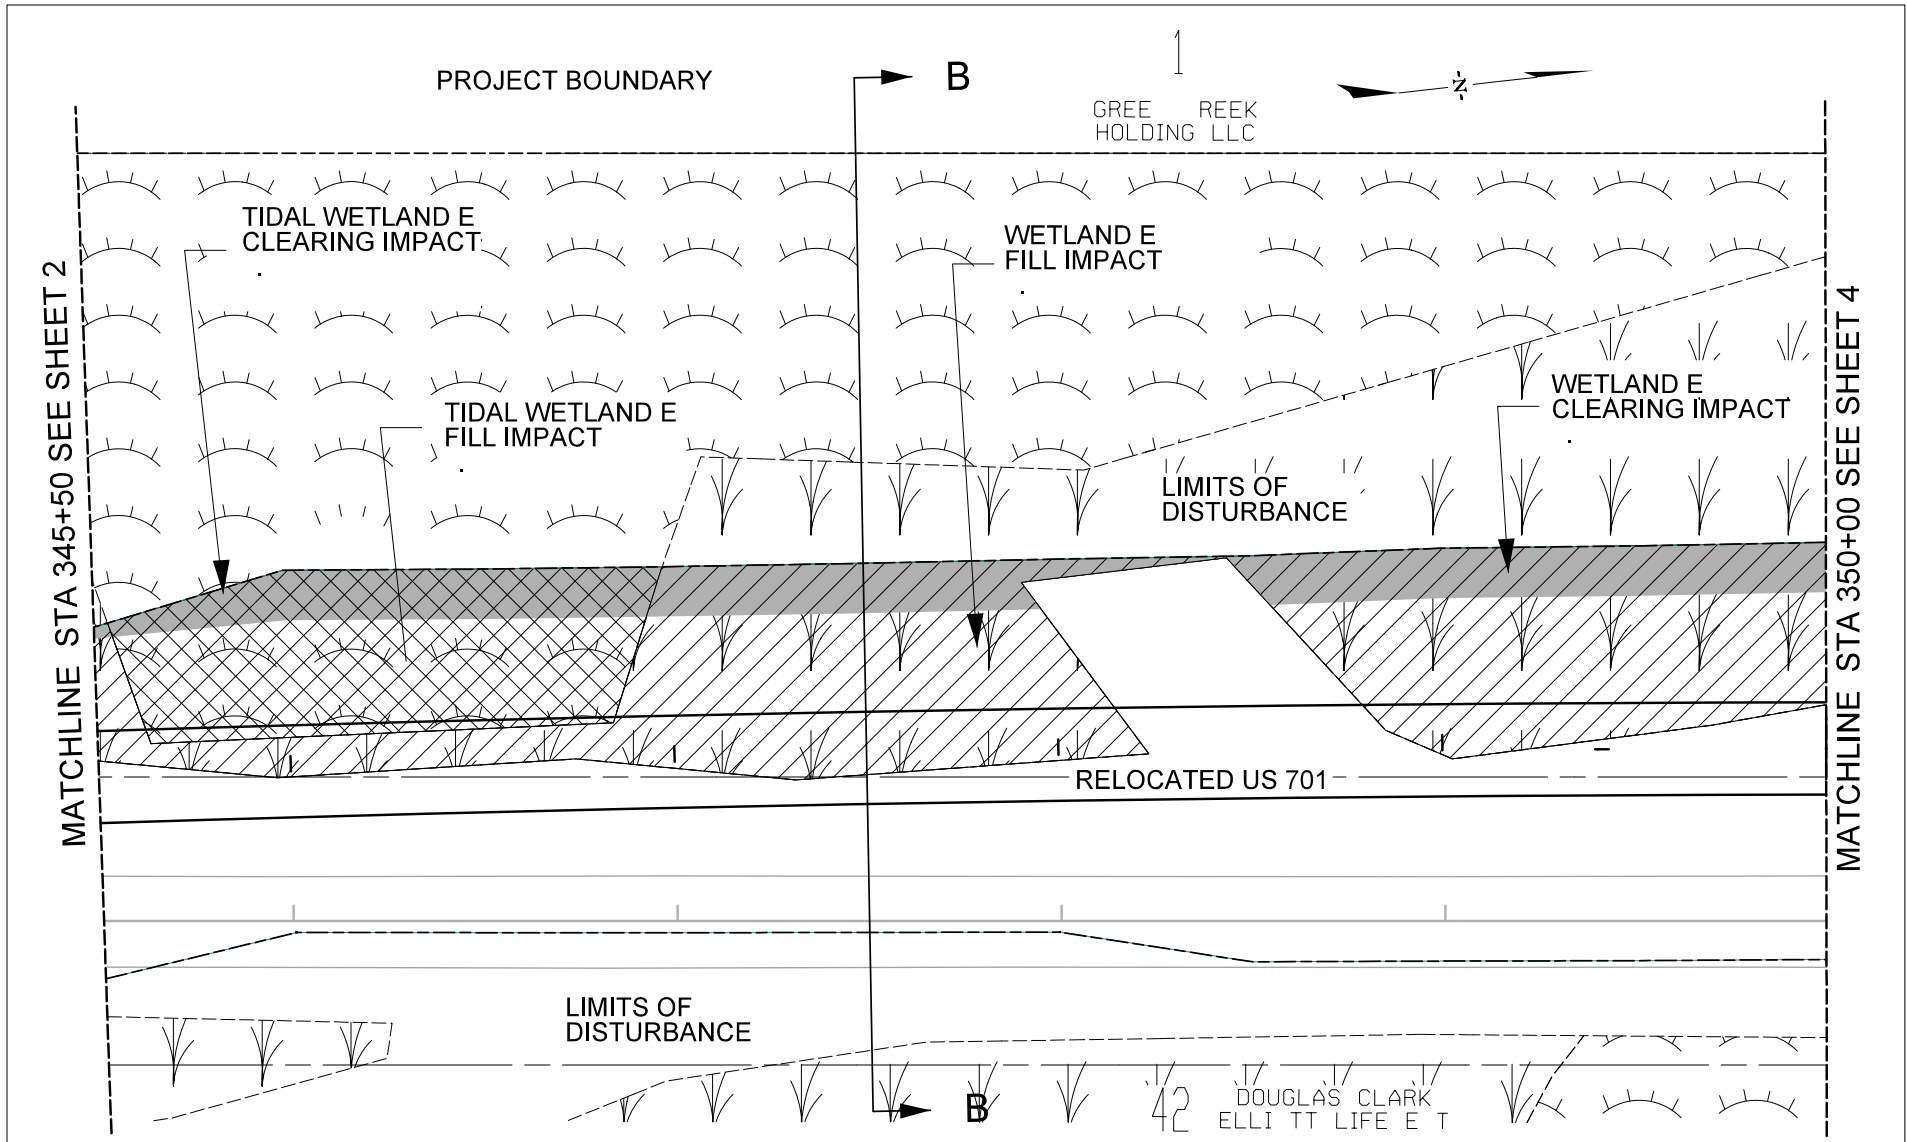 PROJECT BOUNDARY
B
1
GREE REEK
HOLDING LLC
N
TIDAL WETLAND E
CLEARING IMPACT
WETLAND E
FILL IMPACT
MATCHLINE STA 345+50 SEE SHEET 2
MATCHLINE STA 350+00 SEE SHEET 4
WETLAND E
CLEARING IMPACT
TIDAL WETLAND E
FILL IMPACT
LIMITS OF
DISTURBANCE
RELOCATED US 701
LIMITS OF
DISTURBANCE
B
42
DOUGLAS CLARK
ELLI TT LIFE E T